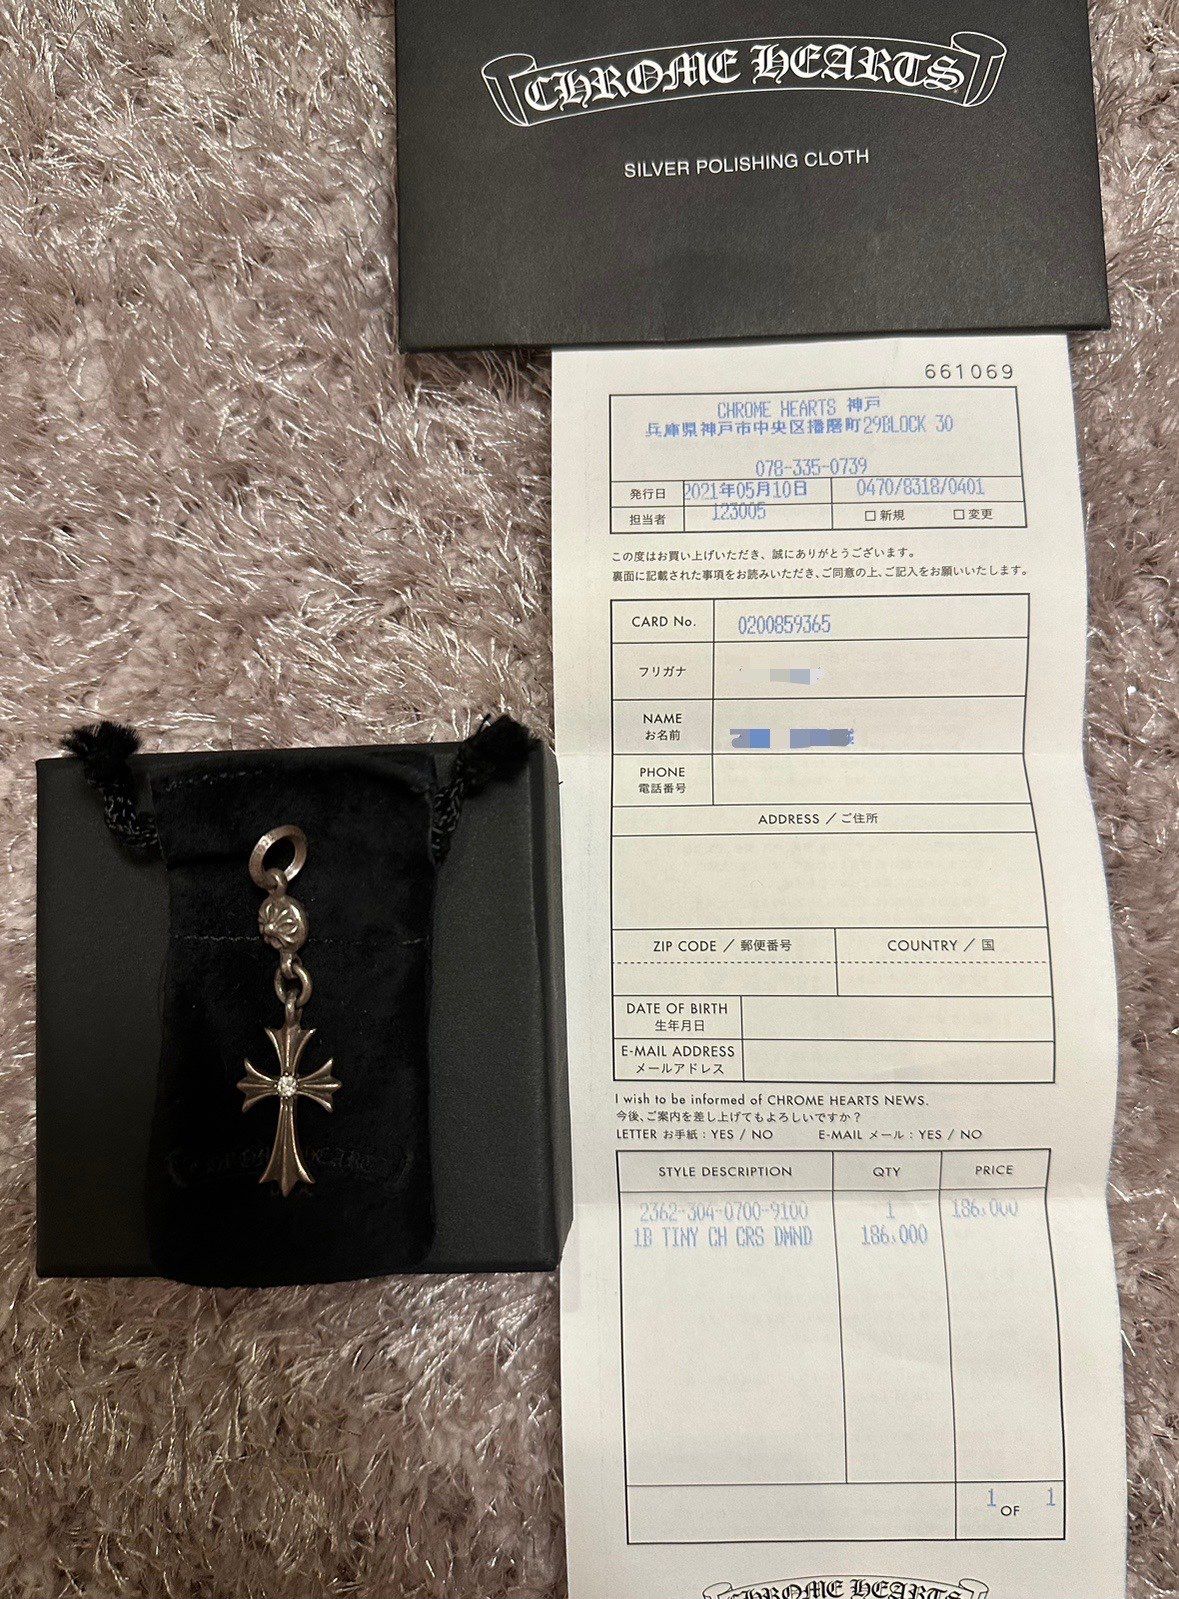 CHROME HEARTS
SILVER POLISHING CLOTH
661069
CHROME HEARTS 神戸
兵庫県神戸市中央区播磨町29BLOCK 30
078-335-0739
発行日 2021年05月10日 0470/8318/0401
担当者 123005 □新規 □変更
この度はお買い上げいただき、誠にありがとうございます。
裏面に記載された事項をお読みいただき、ご同意の上、ご記入をお願いいたします。
CARD No. 0200859365
フリガナ
NAME
お名前
PHONE
電話番号
ADDRESS / ご住所
ZIP CODE / 郵便番号 COUNTRY / 国
DATE OF BIRTH
生年月日
E-MAIL ADDRESS
メールアドレス
I wish to be informed of CHROME HEARTS NEWS.
今後、ご案内を差し上げてもよろしいですか？
LETTER お手紙：YES / NO E-MAIL メール：YES / NO
STYLE DESCRIPTION QTY PRICE
2362-304-0700-9100 1 186,000
1B TINY CH CRS DMND 186,000
1 OF 1
CHROME HEARTS
CHROME HEARTS